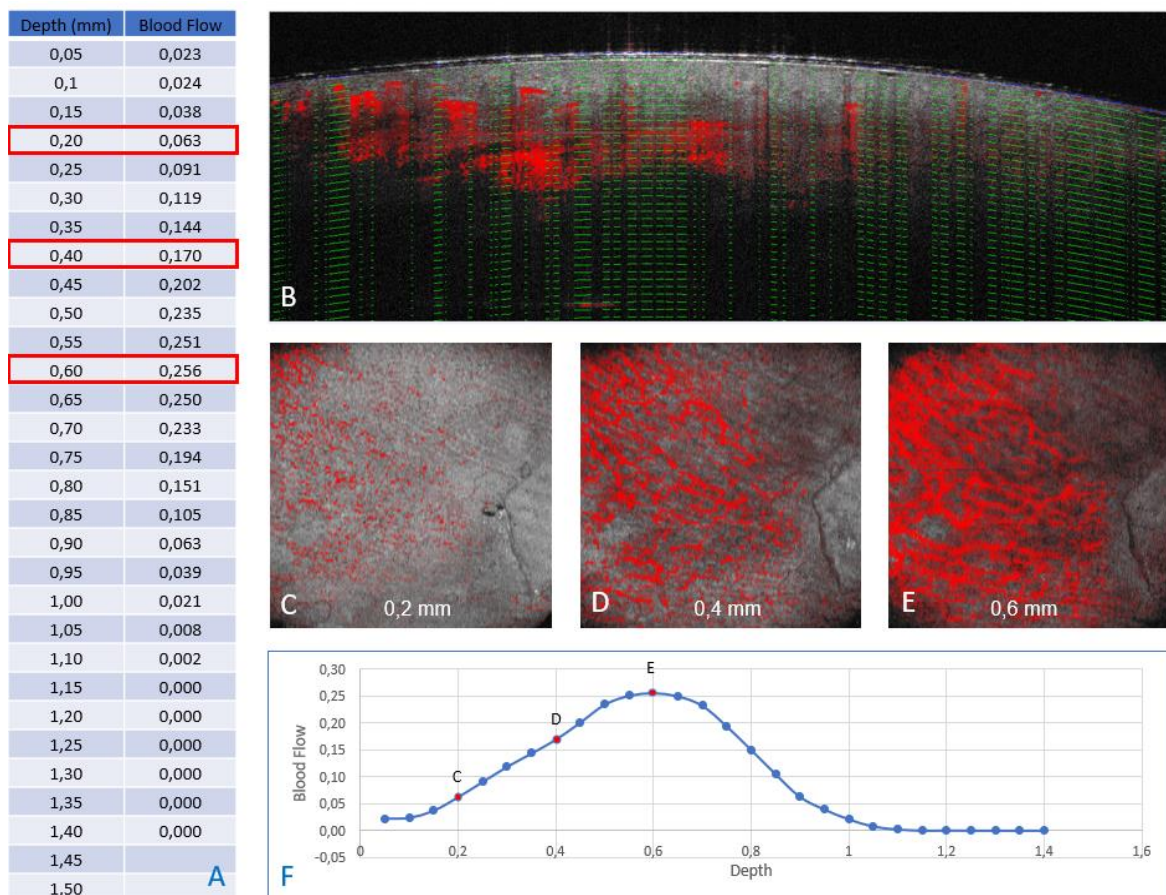 Depth (mm) Blood Flow
0,05 0,023
0,1 0,024
0,15 0,038
0,20 0,063
0,25 0,091
0,30 0,119
0,35 0,144
0,40 0,170
0,45 0,202
0,50 0,235
0,55 0,251
0,60 0,256
0,65 0,250
0,70 0,233
0,75 0,194
0,80 0,151
0,85 0,105
0,90 0,063
0,95 0,039
1,00 0,021
1,05 0,008
1,10 0,002
1,15 0,000
1,20 0,000
1,25 0,000
1,30 0,000
1,35 0,000
1,40 0,000
1,45
1,50
A
B
C 0,2 mm
D 0,4 mm
E 0,6 mm
0,30
0,25
0,20
0,15
0,10
0,05
0,00
-0,05
Blood Flow
C
D
E
0 0,2 0,4 0,6 0,8 1 1,2 1,4 1,6
Depth
F